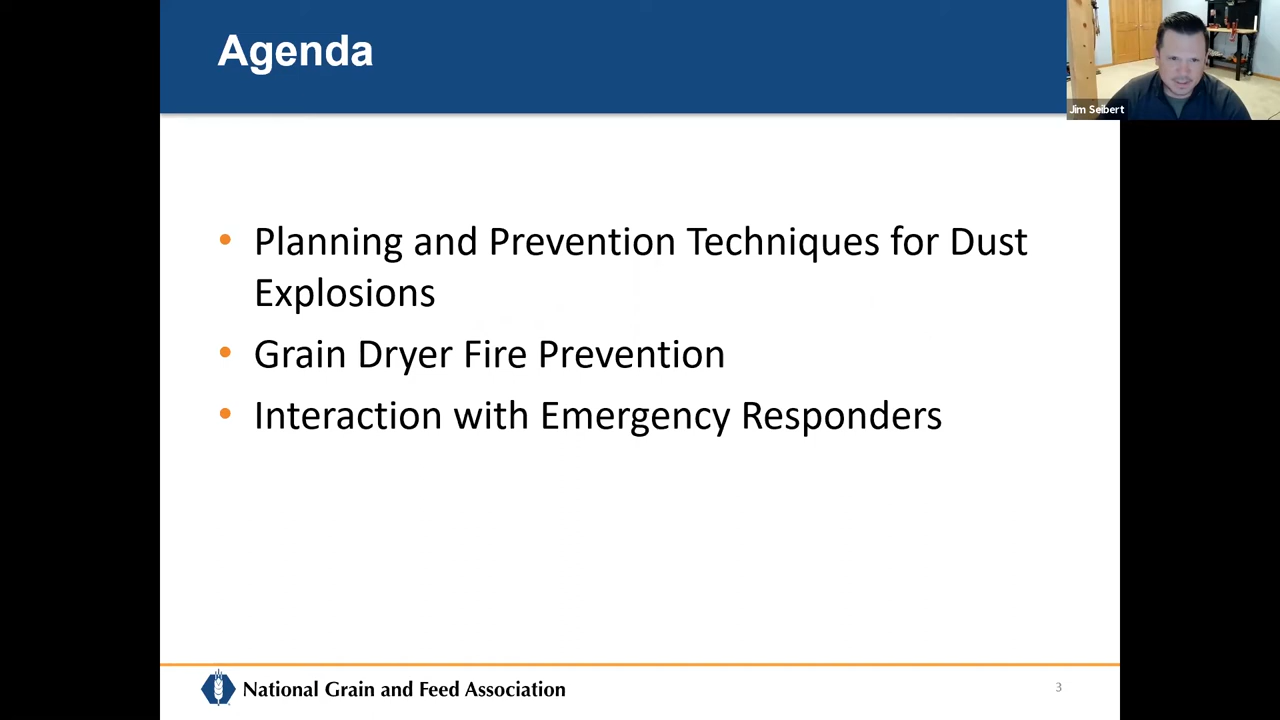 Agenda
Jim Seibert
• Planning and Prevention Techniques for Dust
Explosions
• Grain Dryer Fire Prevention
• Interaction with Emergency Responders
National Grain and Feed Association
3